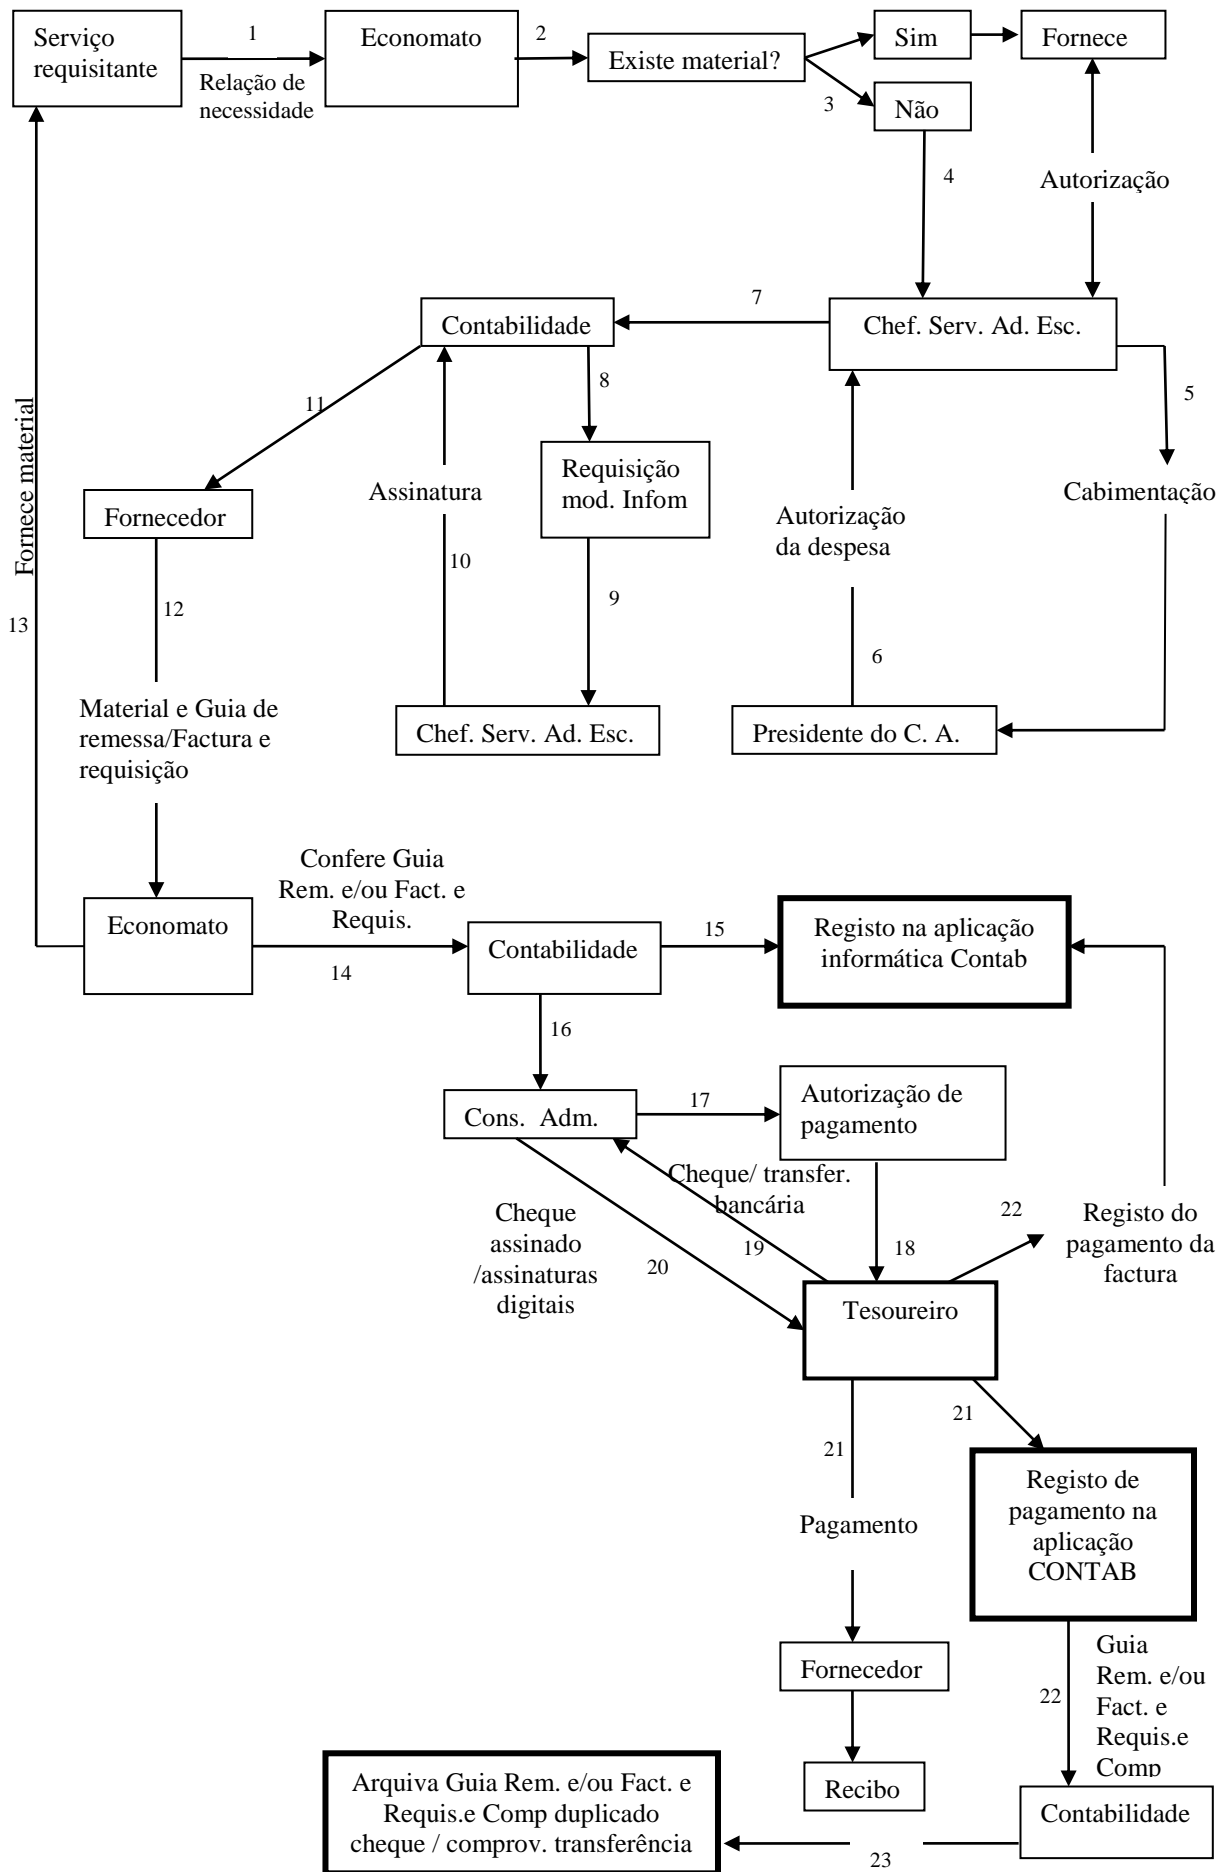 Serviço
requisitante
1
Relação de
necessidade
Economato
2
Existe material?
Sim
Fornece
3
Não
4
Autorização
Contabilidade
7
Chef. Serv. Ad. Esc.
8
5
11
Fornece material
Requisição
mod. Infom
Assinatura
Autorização
da despesa
Cabimentação
Fornecedor
10
12
9
13
6
Material e Guia de
remessa/Factura e
requisição
Chef. Serv. Ad. Esc.
Presidente do C. A.
Confere Guia
Rem. e/ou Fact. e
Requis.
Economato
14
Contabilidade
15
Registo na aplicação
informática Contab
16
Cons. Adm.
17
Autorização de
pagamento
Cheque/ transfer.
bancária
Cheque
assinado
/assinaturas
digitais
19
20
18
22
Registo do
pagamento da
factura
Tesoureiro
21
21
Pagamento
Registo de
pagamento na
aplicação
CONTAB
Fornecedor
22
Guia
Rem. e/ou
Fact. e
Requis.e
Comp
Recibo
Contabilidade
Arquiva Guia Rem. e/ou Fact. e
Requis.e Comp duplicado
cheque / comprov. transferência
23